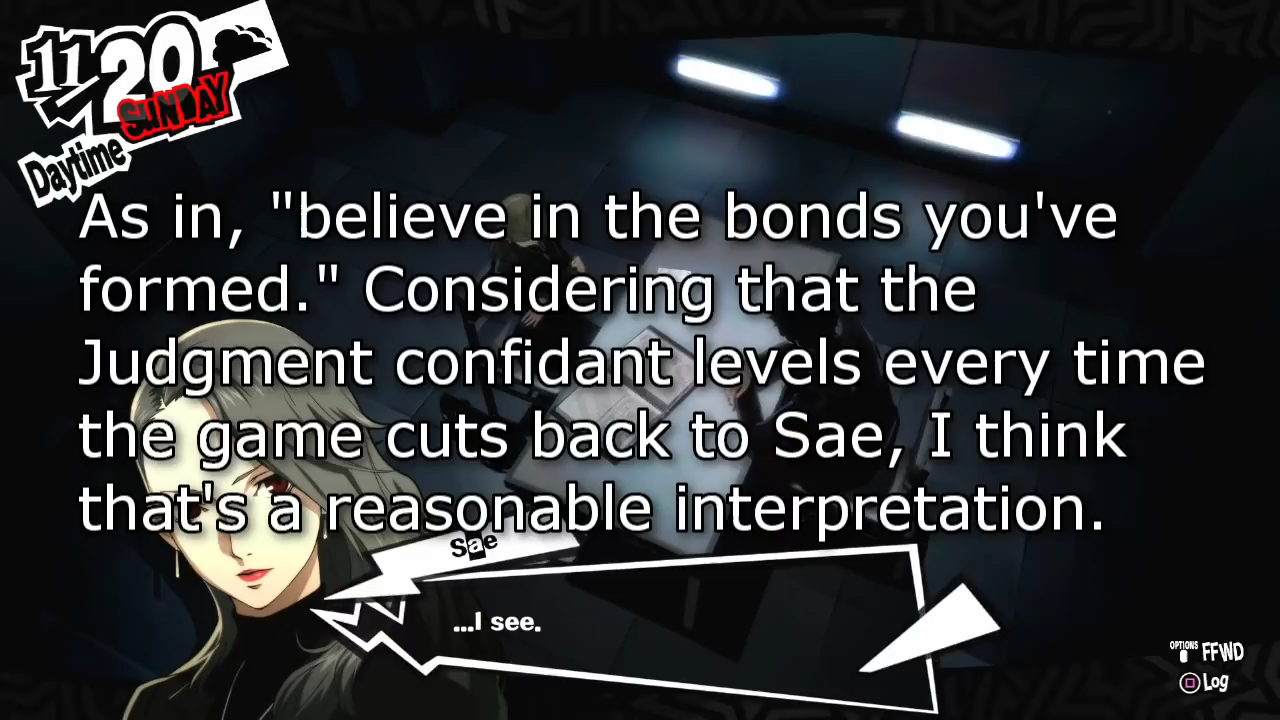 11/20
SUNDAY
Daytime
As in, "believe in the bonds you've
formed." Considering that the
Judgment confidant levels every time
the game cuts back to Sae, I think
that's a reasonable interpretation.
Sae
...I see.
OPTIONS FFWD
Log